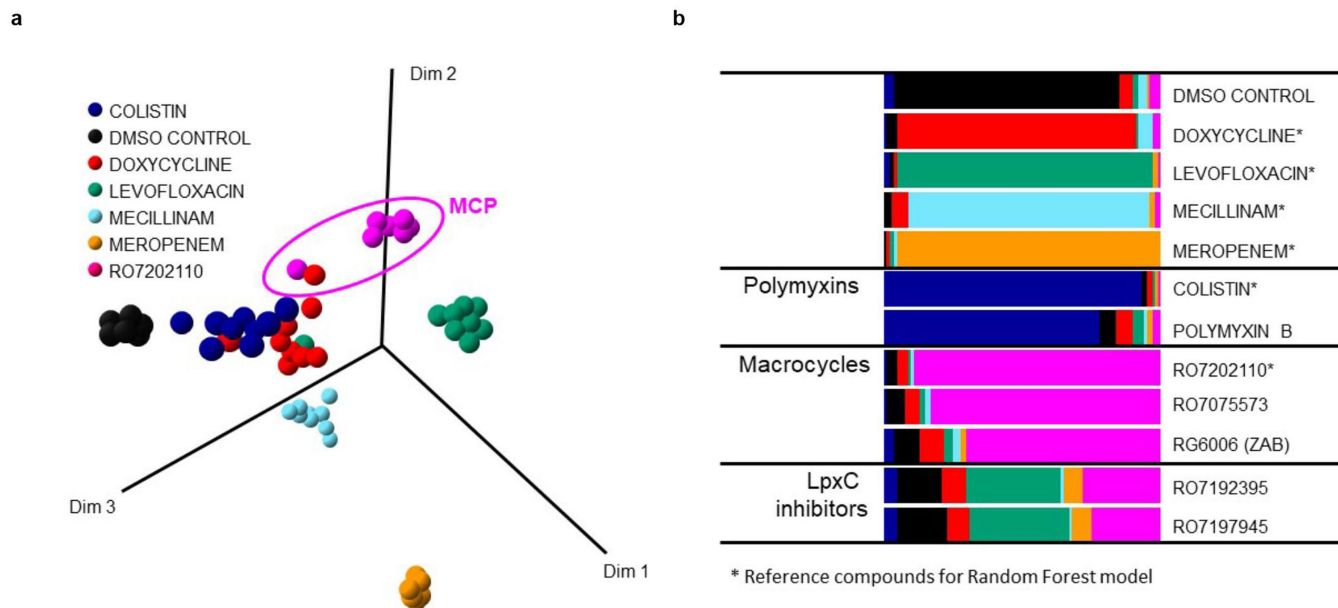 a
Dim 2
COLISTIN
DMSO CONTROL
DOXYCYCLINE
LEVOFLOXACIN
MECILLINAM
MEROPENEM
RO7202110
MCP
Dim 3
Dim 1
b
DMSO CONTROL
DOXYCYCLINE*
LEVOFLOXACIN*
MECILLINAM*
MEROPENEM*
Polymyxins
COLISTIN*
POLYMYXIN B
Macrocycles
RO7202110*
RO7075573
RG6006 (ZAB)
LpxC
inhibitors
RO7192395
RO7197945
* Reference compounds for Random Forest model